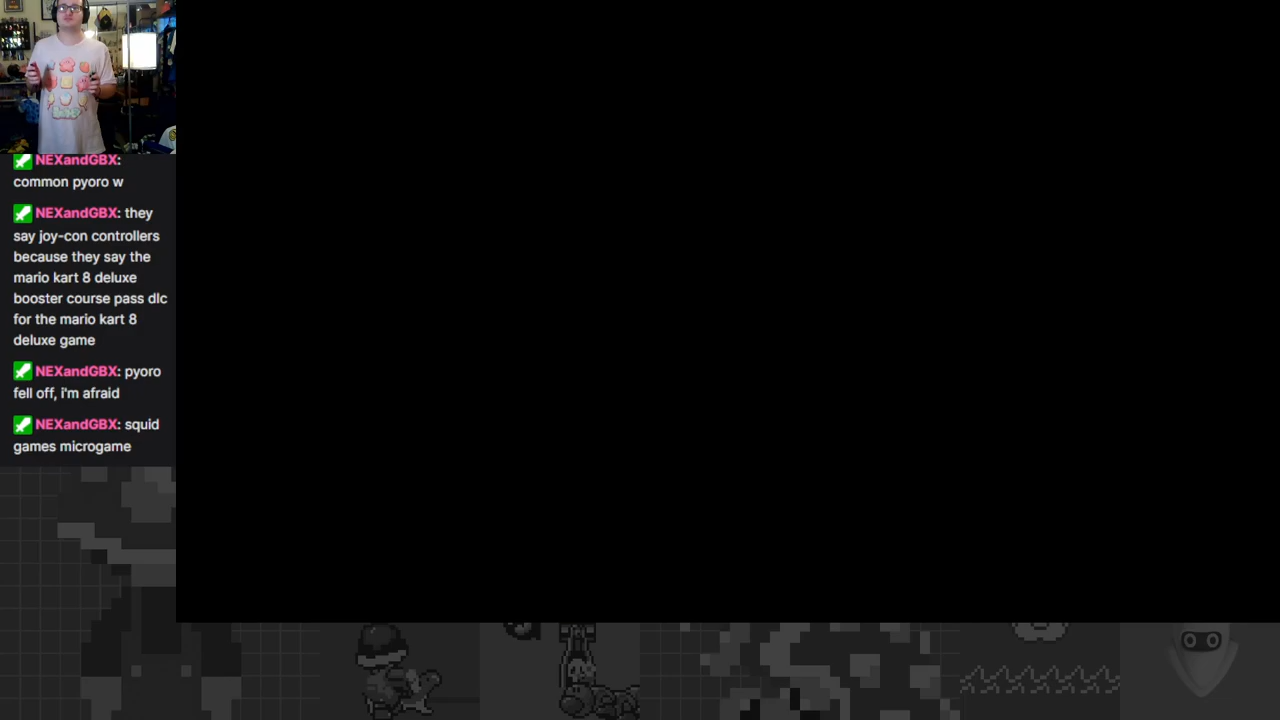 NEXandGBX:
common pyoro w
NEXandGBX: they
say joy-con controllers
because they say the
mario kart 8 deluxe
booster course pass dlc
for the mario kart 8
deluxe game
NEXandGBX: pyoro
fell off, i'm afraid
NEXandGBX: squid
games microgame